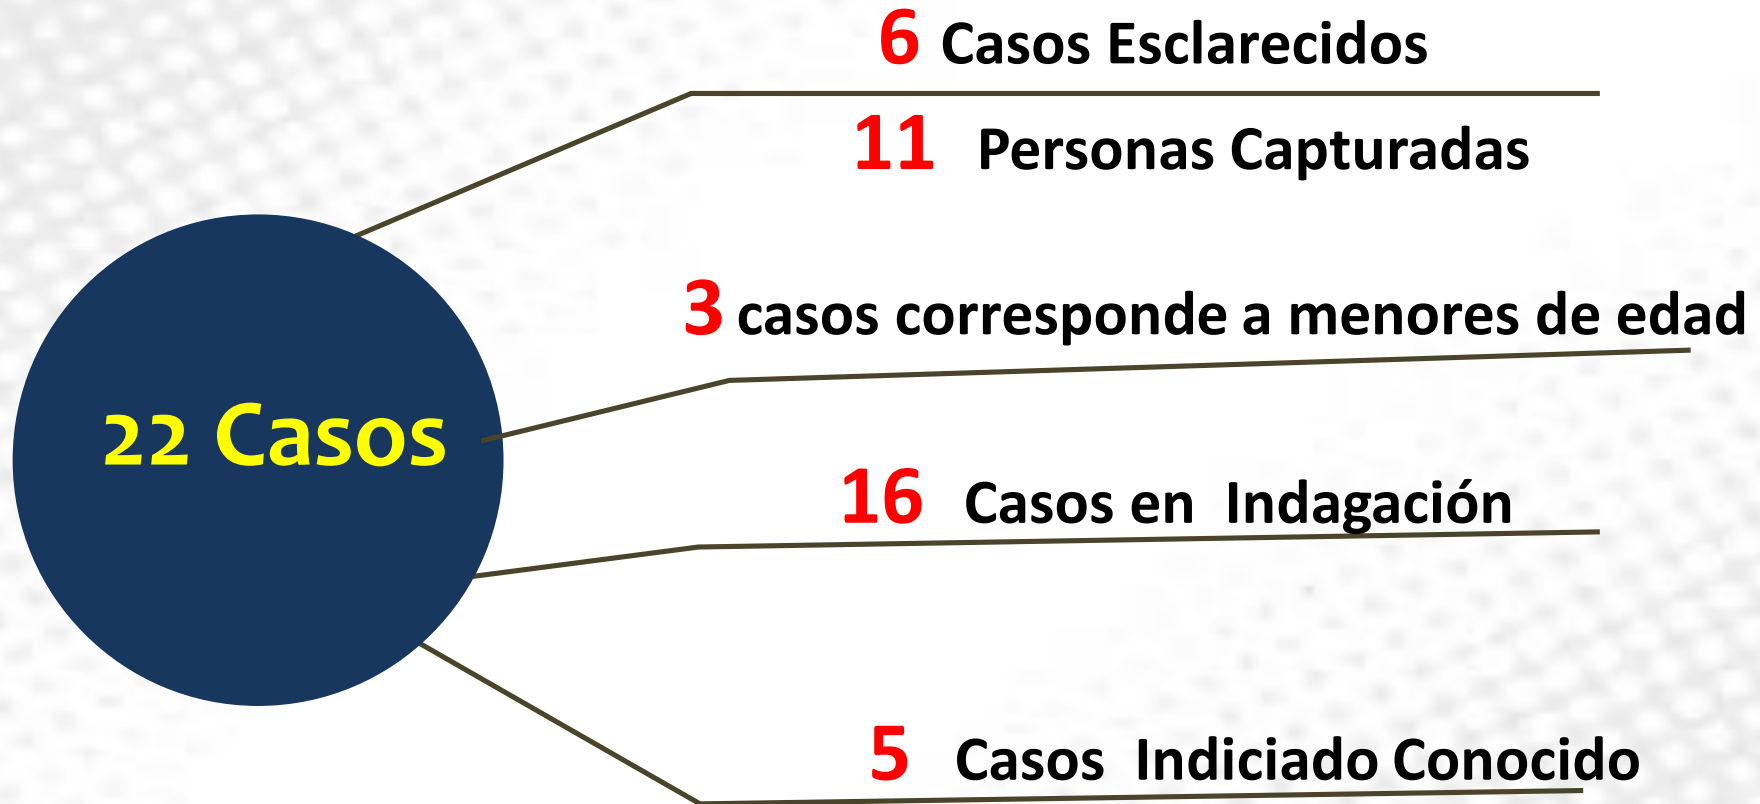 6 Casos Esclarecidos
11 Personas Capturadas
3 casos corresponde a menores de edad
22 Casos
16 Casos en Indagación
5 Casos Indiciado Conocido